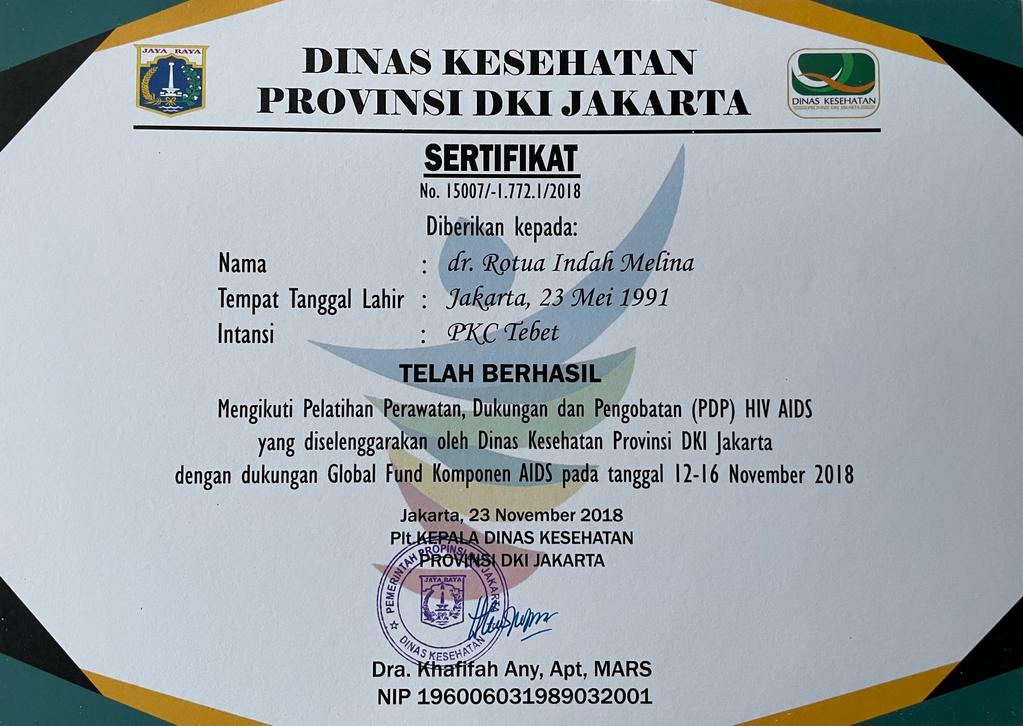 JAYA RAYA
DINAS KESEHATAN
PROVINSI DKI JAKARTA
DINAS KESEHATAN
PROVINSI DKI JAKARTA
SERTIFIKAT
No. 15007/-1.772.1/2018
Diberikan kepada:
Nama : dr. Rotua Indah Melina
Tempat Tanggal Lahir : Jakarta, 23 Mei 1991
Intansi : PKC Tebet
TELAH BERHASIL
Mengikuti Pelatihan Perawatan, Dukungan dan Pengobatan (PDP) HIV AIDS
yang diselenggarakan oleh Dinas Kesehatan Provinsi DKI Jakarta
dengan dukungan Global Fund Komponen AIDS pada tanggal 12-16 November 2018
Jakarta, 23 November 2018
Plt.KEPALA DINAS KESEHATAN
PROVINSI DKI JAKARTA
PEMERINTAH PROPINSI JAKARTA
JAYA RAYA
DINAS KESEHATAN
Dra. Khafifah Any, Apt, MARS
NIP 196006031989032001